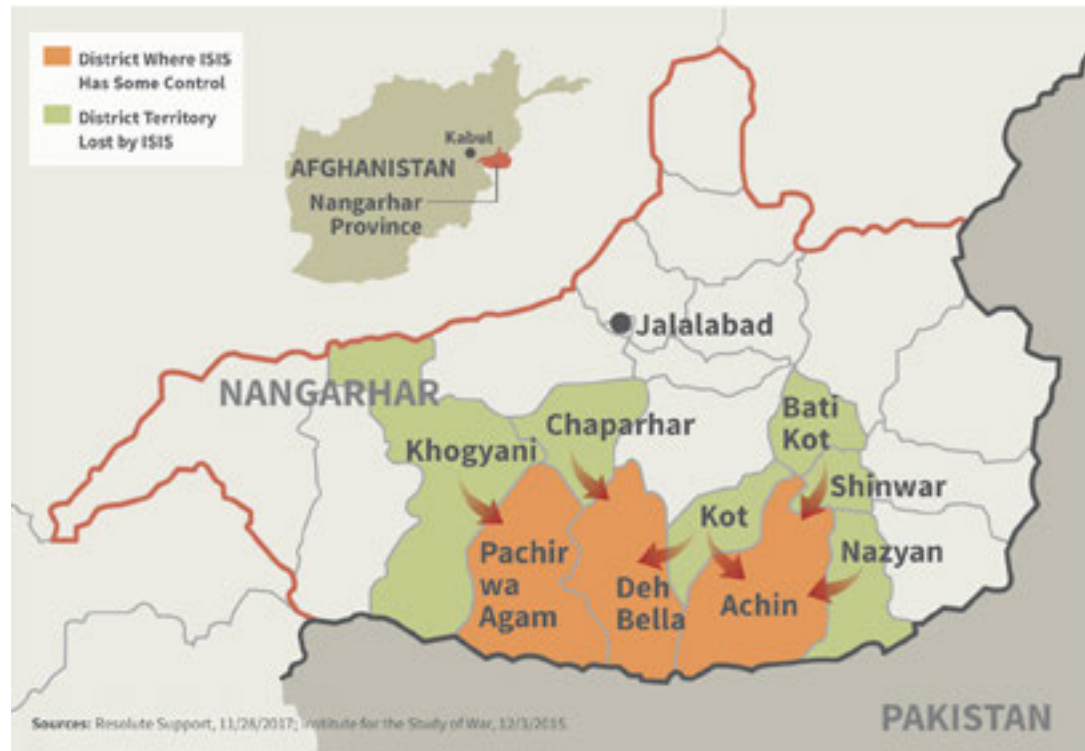 District Where ISIS
Has Some Control
District Territory
Lost by ISIS
Kabul
AFGHANISTAN
Nangarhar
Province
Jalalabad
NANGARHAR
Chaparhar
Bati
Kot
Khogyani
Shinwar
Kot
Nazyan
Pachir
wa
Agam
Deh
Bella
Achin
Sources: Resolute Support, 11/28/2017; Institute for the Study of War, 12/3/2015.
PAKISTAN